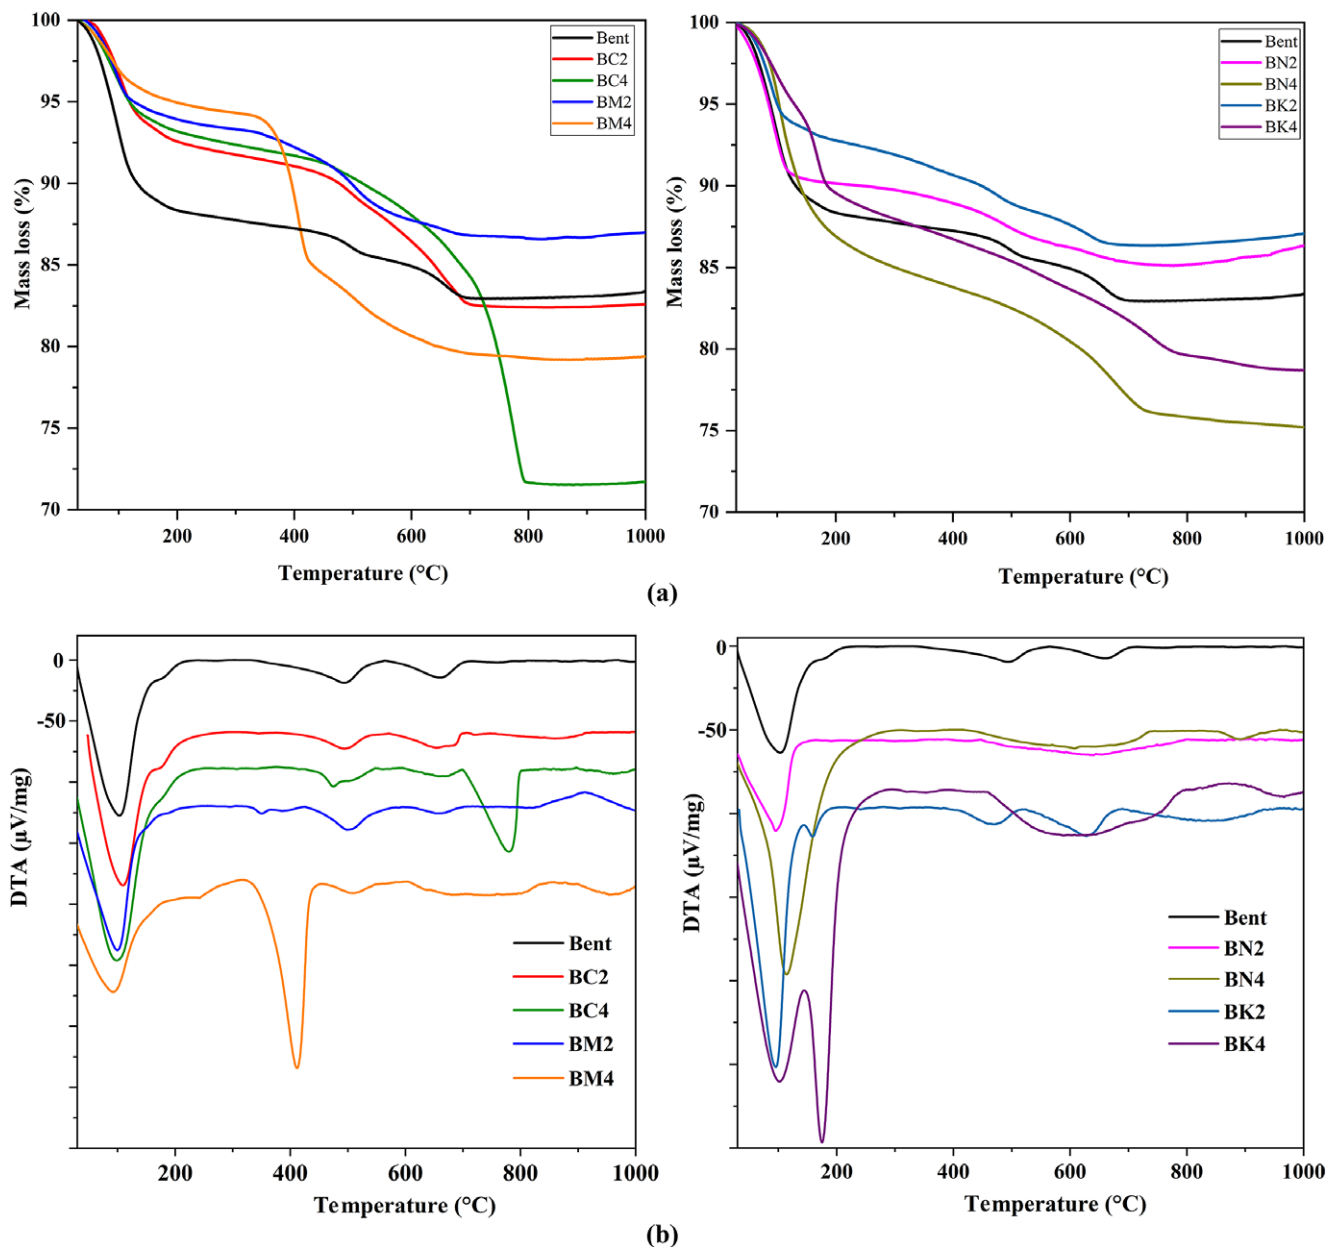 100
95
90
85
80
75
70
Mass loss (%)
Bent
BC2
BC4
BM2
BM4
200
400
600
800
1000
Temperature (°C)
100
95
90
85
80
75
70
Mass loss (%)
Bent
BN2
BN4
BK2
BK4
200
400
600
800
1000
Temperature (°C)
(a)
0
-50
DTA (µV/mg)
Bent
BC2
BC4
BM2
BM4
200
400
600
800
1000
Temperature (°C)
0
-50
DTA (µV/mg)
Bent
BN2
BN4
BK2
BK4
200
400
600
800
1000
Temperature (°C)
(b)